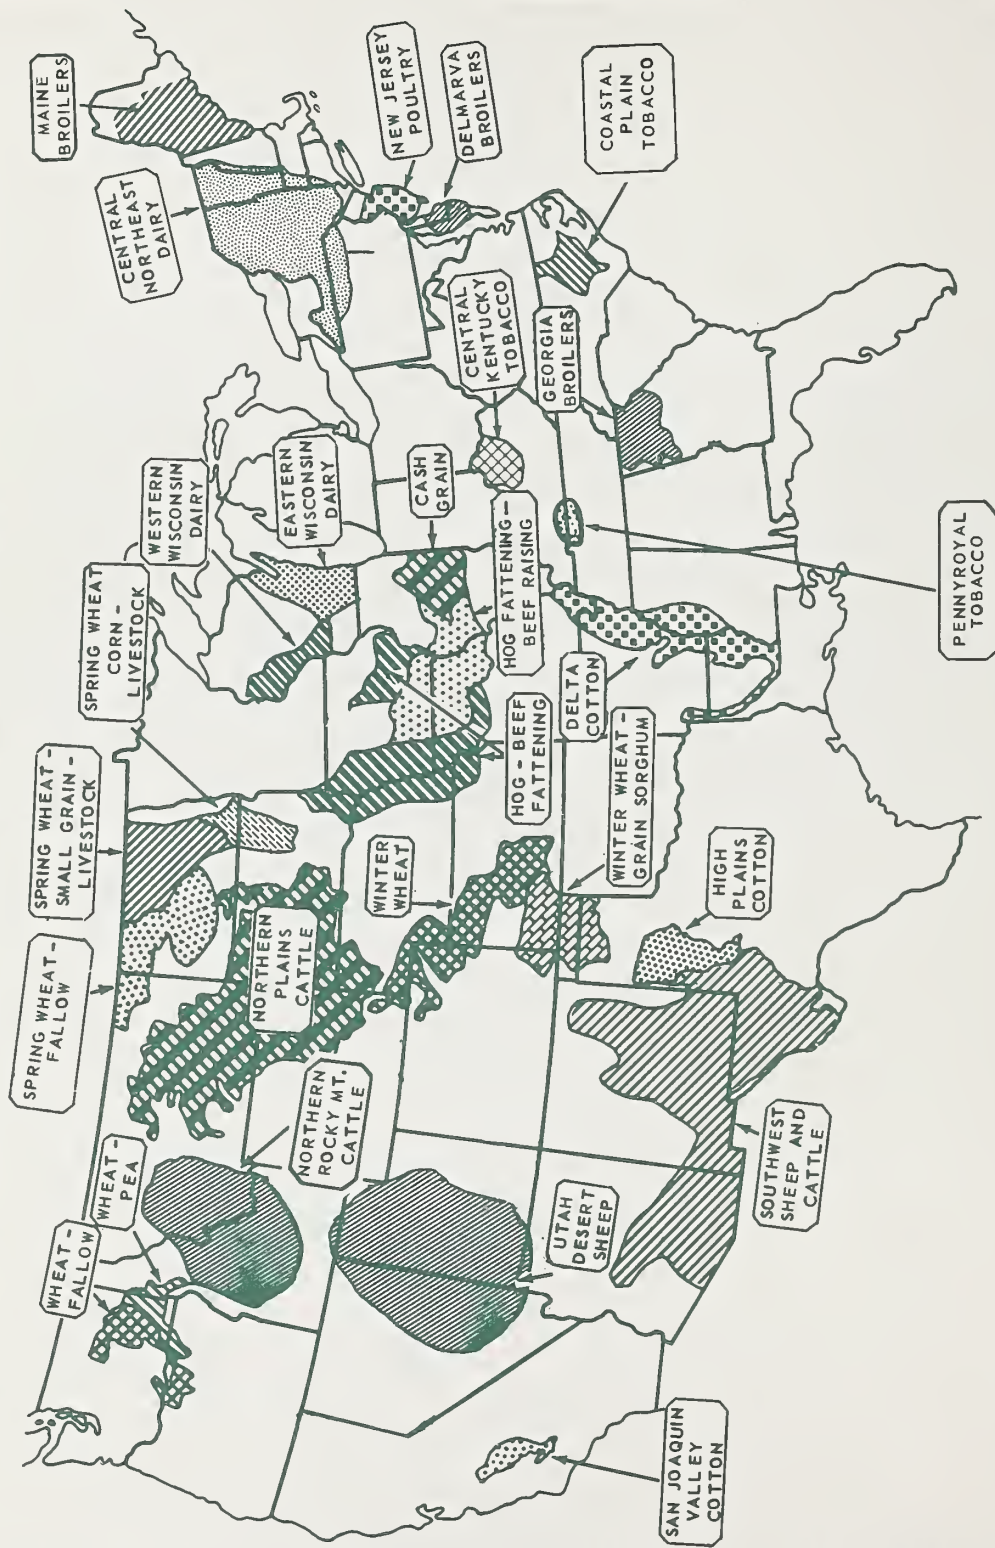 MAINE
BROILERS
CENTRAL
NORTHEAST
DAIRY
NEW JERSEY
POULTRY
DELMARVA
BROILERS
COASTAL
PLAIN
TOBACCO
CENTRAL
KENTUCKY
TOBACCO
GEORGIA
BROILERS
WESTERN
WISCONSIN
DAIRY
EASTERN
WISCONSIN
DAIRY
CASH
GRAIN
HOG FATTENING–
BEEF RAISING
PENNYROYAL
TOBACCO
SPRING WHEAT
CORN–
LIVESTOCK
DELTA
COTTON
HOG – BEEF
FATTENING
WINTER WHEAT–
GRAIN SORGHUM
SPRING WHEAT–
SMALL GRAIN–
LIVESTOCK
WINTER
WHEAT
HIGH
PLAINS
COTTON
SPRING WHEAT–
FALLOW
NORTHERN
PLAINS
CATTLE
NORTHERN
ROCKY MT.
CATTLE
SOUTHWEST
SHEEP AND
CATTLE
WHEAT–
PEA
WHEAT–
FALLOW
UTAH
DESERT
SHEEP
SAN JOAQUIN
VALLEY
COTTON